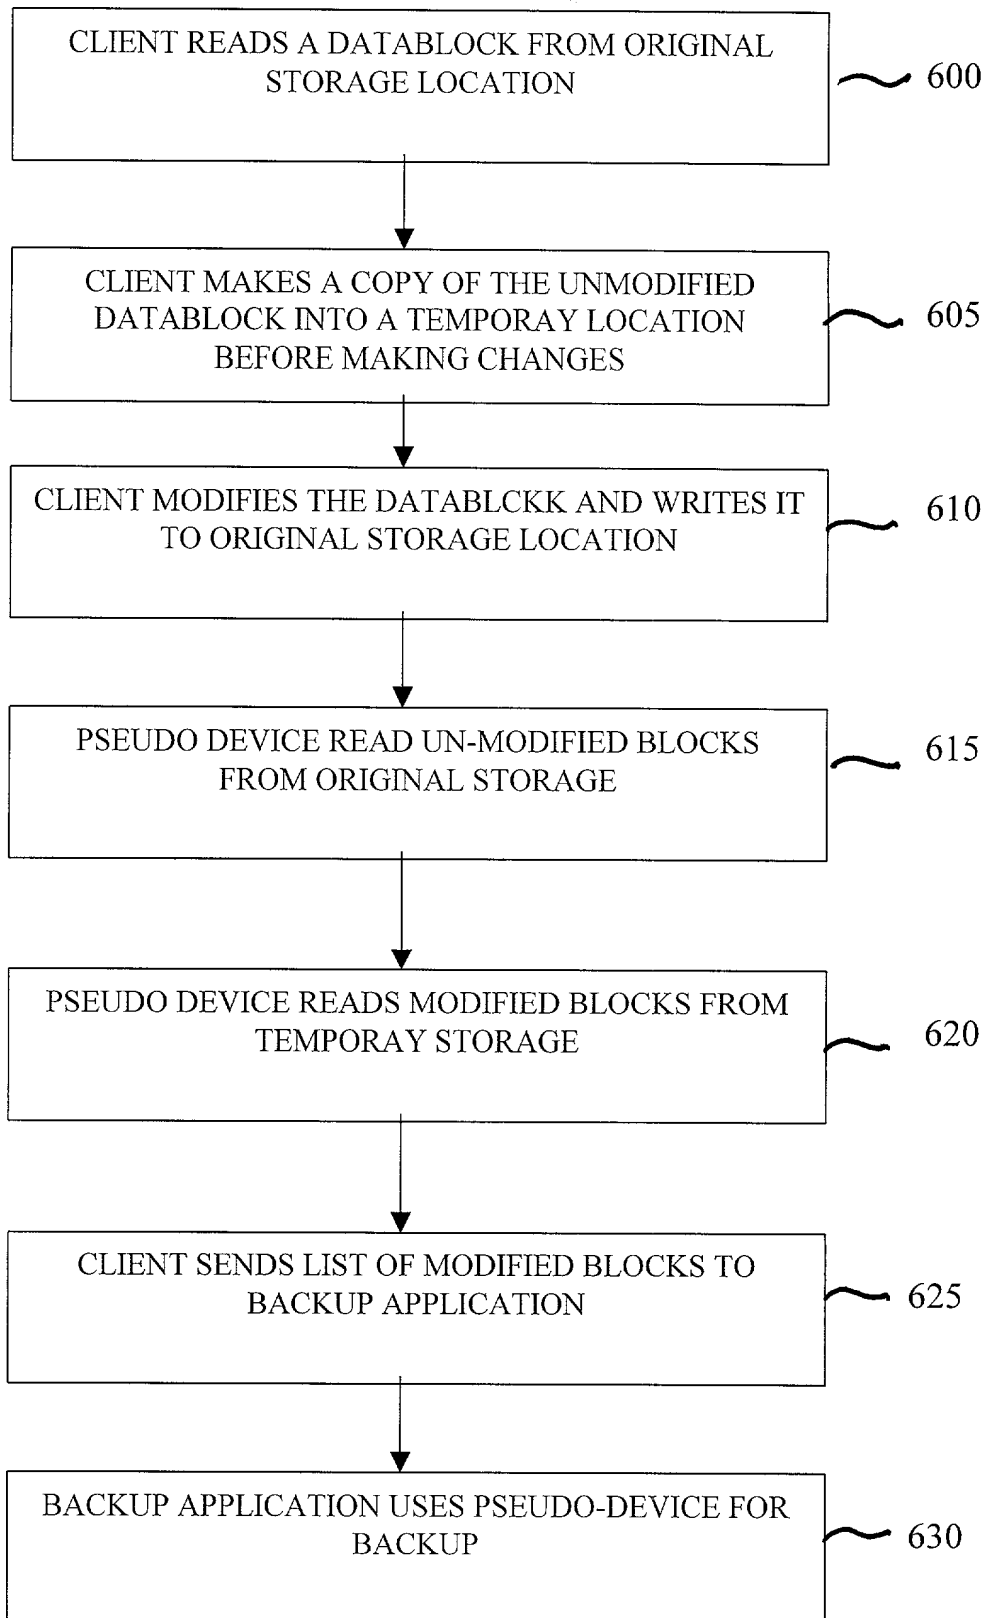 CLIENT READS A DATABLOCK FROM ORIGINAL
STORAGE LOCATION
600
CLIENT MAKES A COPY OF THE UNMODIFIED
DATABLOCK INTO A TEMPORAY LOCATION
BEFORE MAKING CHANGES
605
CLIENT MODIFIES THE DATABLCKK AND WRITES IT
TO ORIGINAL STORAGE LOCATION
610
PSEUDO DEVICE READ UN-MODIFIED BLOCKS
FROM ORIGINAL STORAGE
615
PSEUDO DEVICE READS MODIFIED BLOCKS FROM
TEMPORAY STORAGE
620
CLIENT SENDS LIST OF MODIFIED BLOCKS TO
BACKUP APPLICATION
625
BACKUP APPLICATION USES PSEUDO-DEVICE FOR
BACKUP
630